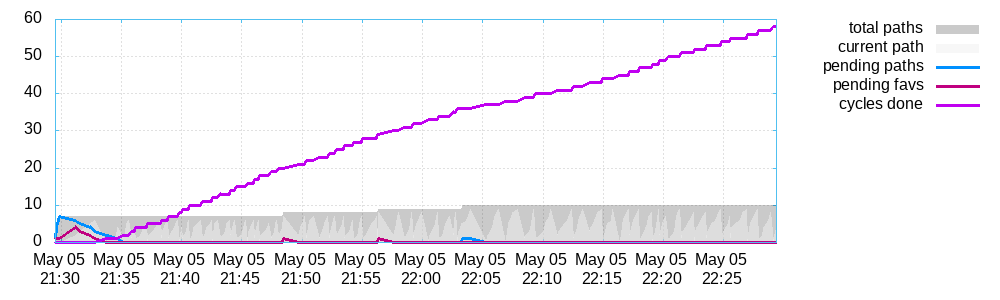 60
50
40
30
20
10
0
May 05 May 05 May 05 May 05 May 05 May 05 May 05 May 05 May 05 May 05 May 05 May 05
21:30 21:35 21:40 21:45 21:50 21:55 22:00 22:05 22:10 22:15 22:20 22:25
total paths
current path
pending paths
pending favs
cycles done